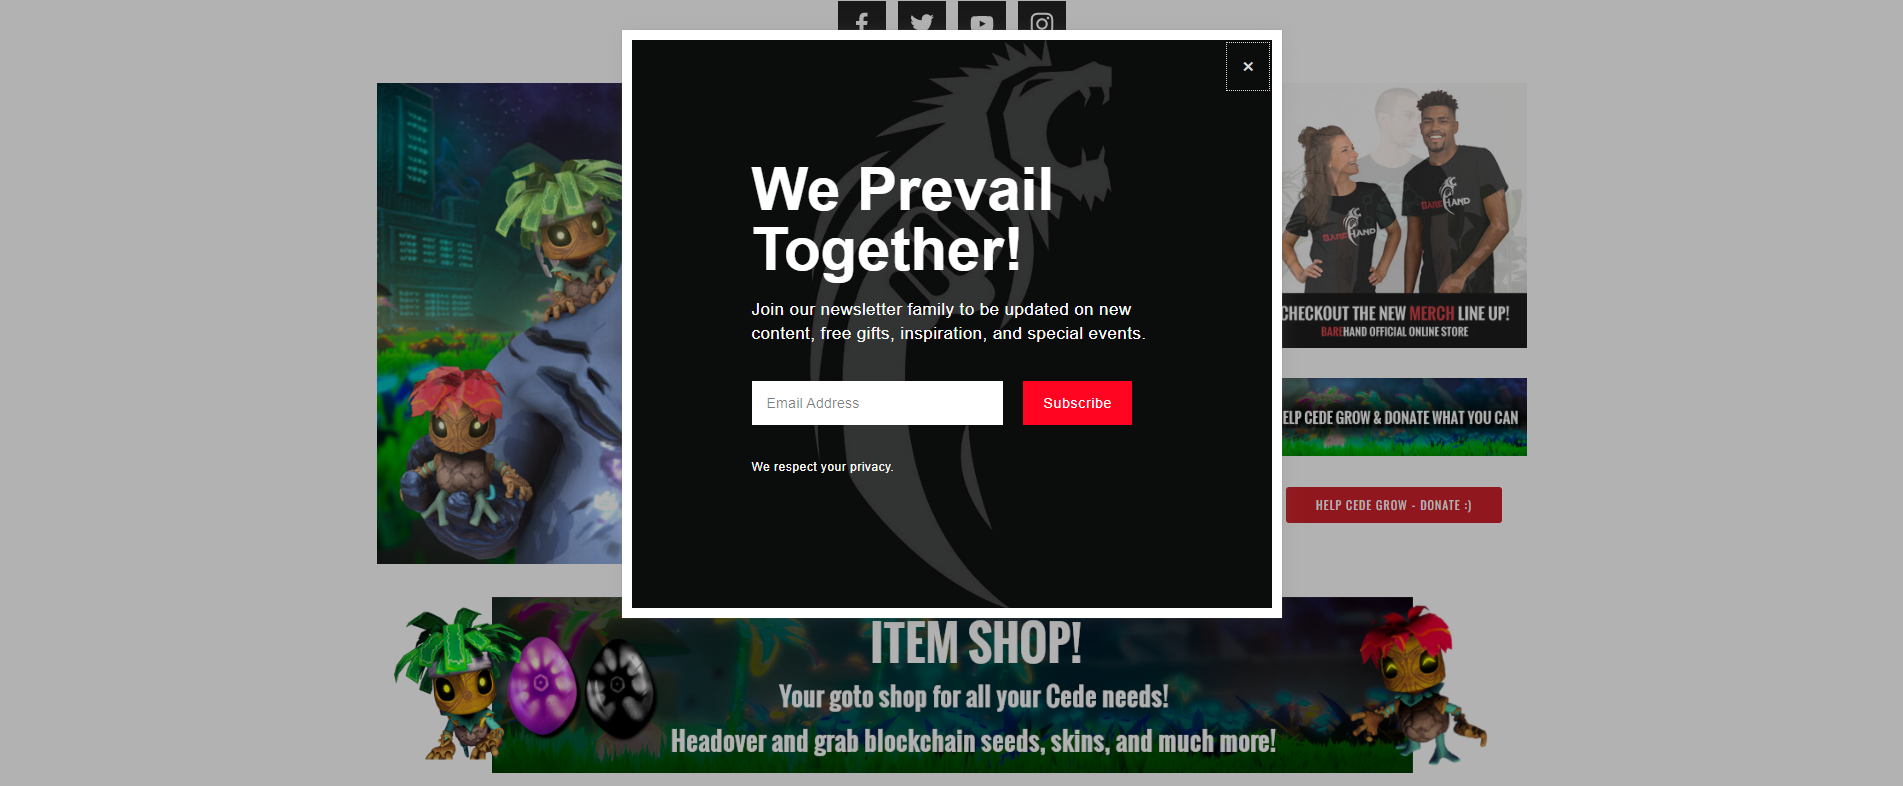 We Prevail
Together!
Join our newsletter family to be updated on new
content, free gifts, inspiration, and special events.
Email Address
Subscribe
We respect your privacy.
BAREHAND
BAREHAND
CHECKOUT THE NEW MERCH LINE UP!
BAREHAND OFFICIAL ONLINE STORE
ELP CEDE GROW & DONATE WHAT YOU CAN
HELP CEDE GROW - DONATE :)
ITEM SHOP!
Your goto shop for all your Cede needs!
Headover and grab blockchain seeds, skins, and much more!